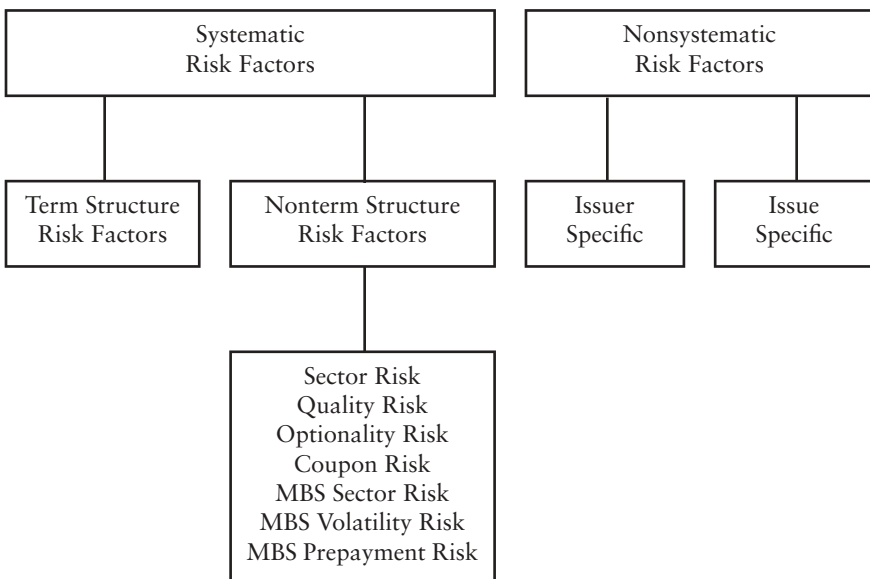 Systematic
Risk Factors
Nonsystematic
Risk Factors
Term Structure
Risk Factors
Nonterm Structure
Risk Factors
Issuer
Specific
Issue
Specific
Sector Risk
Quality Risk
Optionality Risk
Coupon Risk
MBS Sector Risk
MBS Volatility Risk
MBS Prepayment Risk